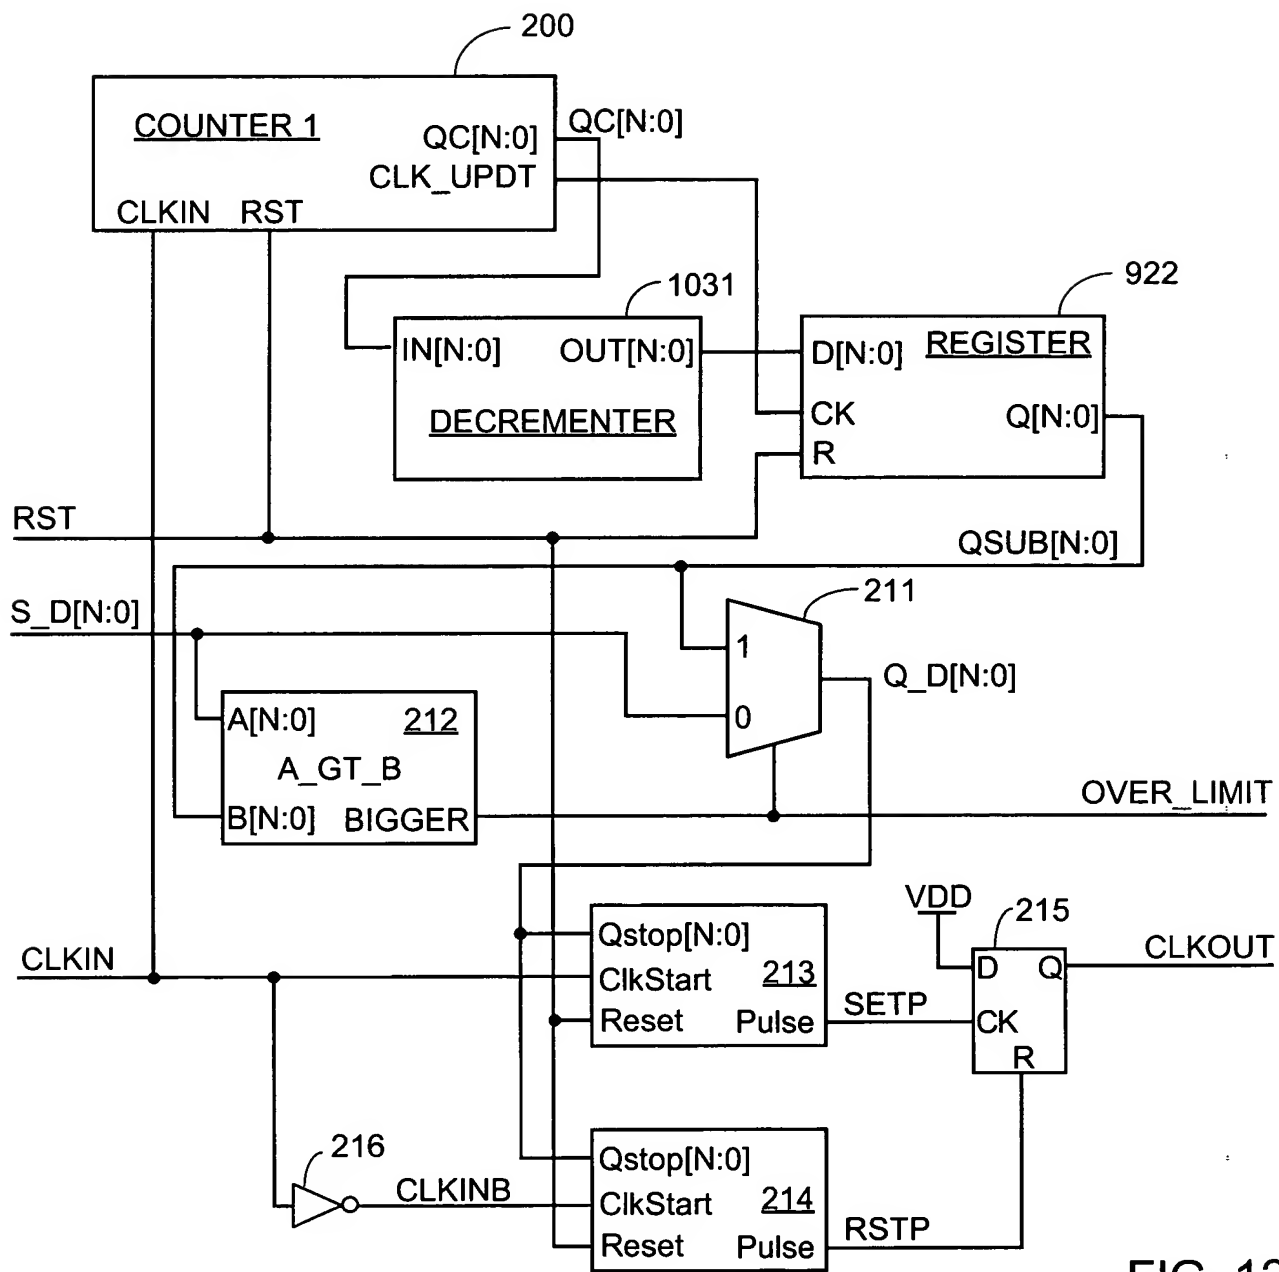 200
COUNTER 1
QC[N:0]
QC[N:0]
CLK_UPDT
CLKIN RST
1031
922
IN[N:0] OUT[N:0]
DECREMENTER
D[N:0] REGISTER
CK
Q[N:0]
R
RST
QSUB[N:0]
S_D[N:0]
211
1
0
Q_D[N:0]
A[N:0] 212
A_GT_B
B[N:0] BIGGER
OVER_LIMIT
CLKIN
Qstop[N:0]
ClkStart 213
Reset Pulse
SETP
VDD
215
D Q
CK
R
CLKOUT
216
CLKINB
Qstop[N:0]
ClkStart 214
Reset Pulse
RSTP